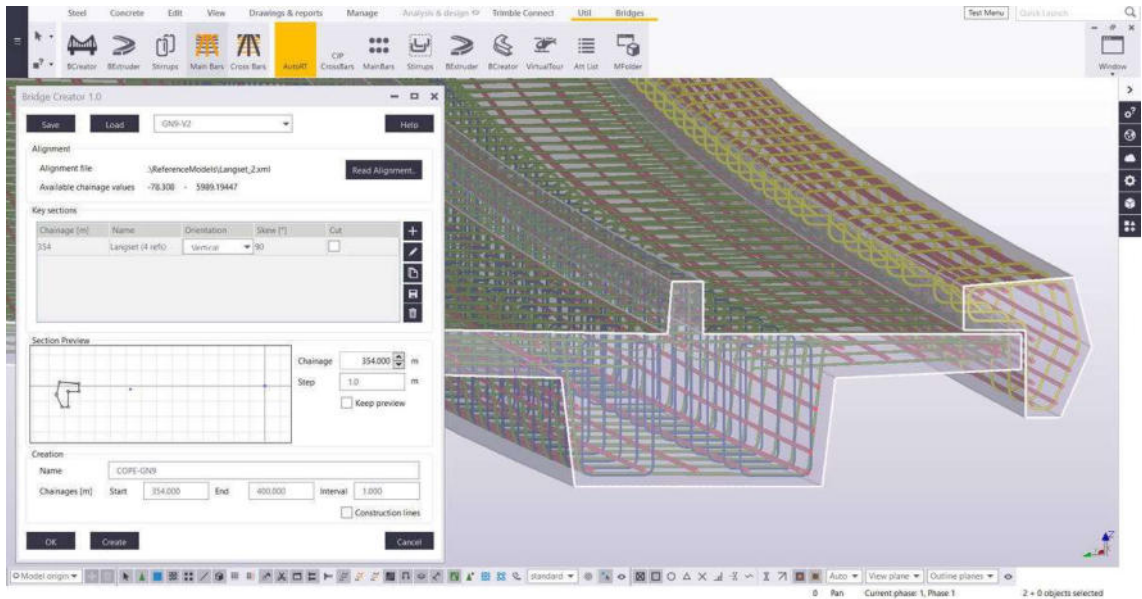 Steel Concrete Edit View Drawings & reports Manage Analysis & design Trimble Connect Util Bridges Test Menu Quick Launch
BCreator BExtruder Stirrups Main Bars Cross Bars AutoRT CIP CrossBars MainBars Stirrups BExtruder BCreator VirtualTour Att List MFolder Window
Bridge Creator 1.0
Save Load GN9-V2 Help
Alignment
Alignment file .\ReferenceModels\Langset_2.xml Read Alignment..
Available chainage values -78.308 - 5989.19447
Key sections
Chainage [m] Name Orientation Skew [°] Cut
354 Langset (4 refs) Vertical 90
Section Preview
Chainage 354.000 m
Step 1.0 m
Keep preview
Creation
Name COPE-GN9
Chainages [m] Start 354.000 End 400.000 Interval 1.000
Construction lines
OK Create Cancel
Model origin standard Auto View plane Outline planes
0 Pan Current phase: 1, Phase 1 2 + 0 objects selected